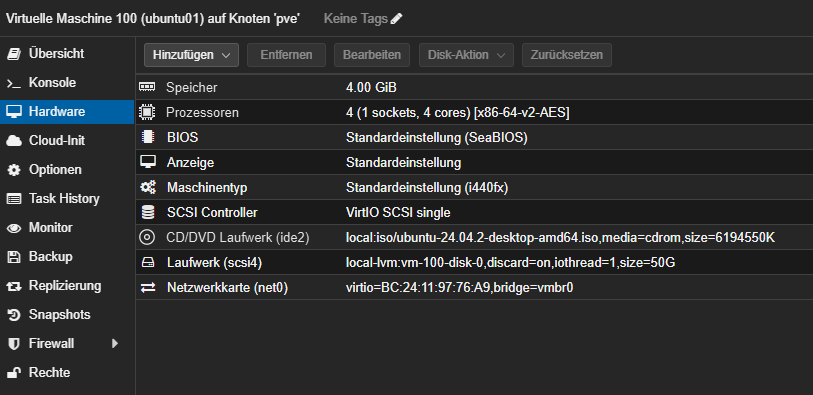 Virtuelle Maschine 100 (ubuntu01) auf Knoten 'pve' Keine Tags
Hinzufügen Entfernen Bearbeiten Disk-Aktion Zurücksetzen
Übersicht
Konsole
Hardware
Cloud-Init
Optionen
Task History
Monitor
Backup
Replizierung
Snapshots
Firewall
Rechte
Speicher 4.00 GiB
Prozessoren 4 (1 sockets, 4 cores) [x86-64-v2-AES]
BIOS Standardeinstellung (SeaBIOS)
Anzeige Standardeinstellung
Maschinentyp Standardeinstellung (i440fx)
SCSI Controller VirtIO SCSI single
CD/DVD Laufwerk (ide2) local:iso/ubuntu-24.04.2-desktop-amd64.iso,media=cdrom,size=6194550K
Laufwerk (scsi4) local-lvm:vm-100-disk-0,discard=on,iothread=1,size=50G
Netzwerkkarte (net0) virtio=BC:24:11:97:76:A9,bridge=vmbr0